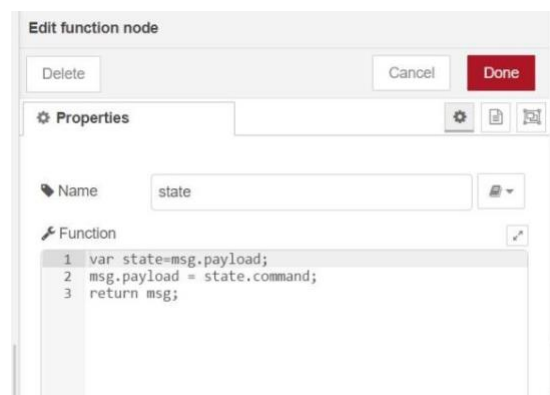 Edit function node
Delete Cancel Done
Properties
Name state
Function
1 var state=msg.payload;
2 msg.payload = state.command;
3 return msg;